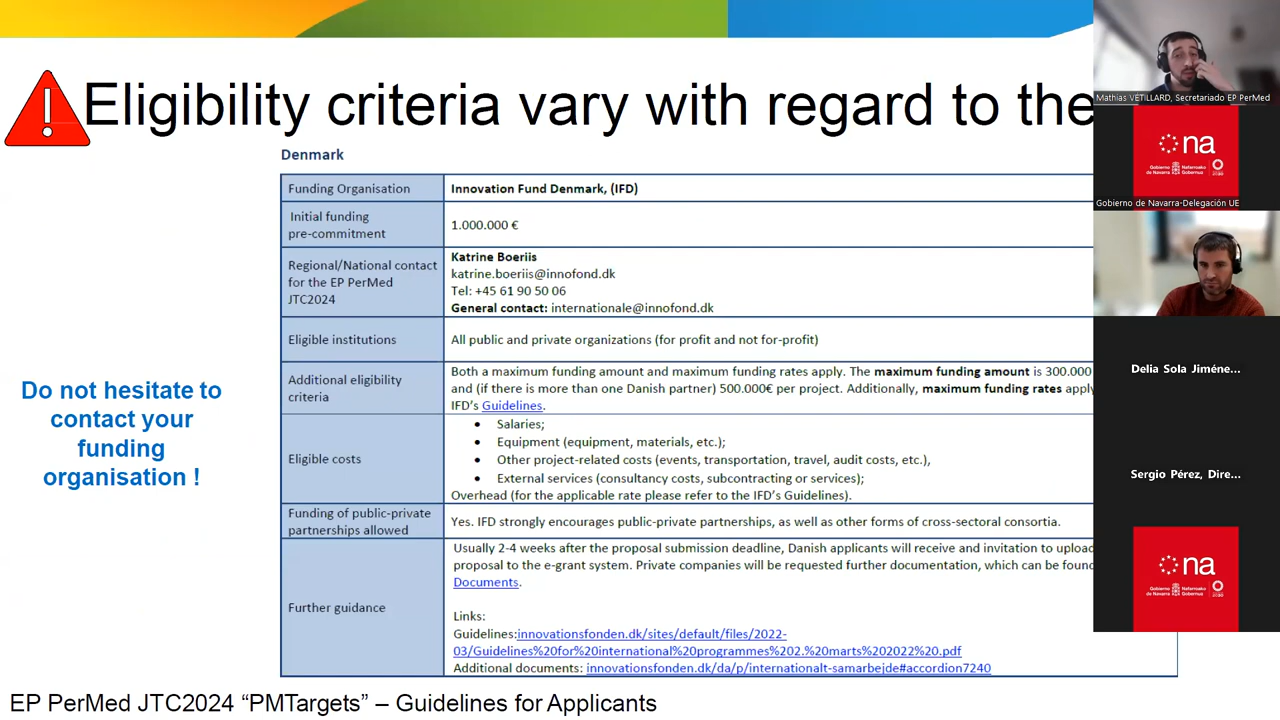 Eligibility criteria vary with regard to the
Denmark
Funding Organisation
Innovation Fund Denmark, (IFD)
Initial funding
pre-commitment
1.000.000 €
Regional/National contact
for the EP PerMed
JTC2024
Katrine Boeriis
katrine.boeriis@innofond.dk
Tel: +45 61 90 50 06
General contact: internationale@innofond.dk
Eligible institutions
All public and private organizations (for profit and not for-profit)
Additional eligibility
criteria
Both a maximum funding amount and maximum funding rates apply. The maximum funding amount is 300.000
and (if there is more than one Danish partner) 500.000€ per project. Additionally, maximum funding rates apply
IFD's Guidelines.
Eligible costs
• Salaries;
• Equipment (equipment, materials, etc.);
• Other project-related costs (events, transportation, travel, audit costs, etc.),
• External services (consultancy costs, subcontracting or services);
Overhead (for the applicable rate please refer to the IFD's Guidelines).
Funding of public-private
partnerships allowed
Yes. IFD strongly encourages public-private partnerships, as well as other forms of cross-sectoral consortia.
Further guidance
Usually 2-4 weeks after the proposal submission deadline, Danish applicants will receive and invitation to upload
proposal to the e-grant system. Private companies will be requested further documentation, which can be found
Documents.
Links:
Guidelines:innovationsfonden.dk/sites/default/files/2022-
03/Guidelines%20for%20international%20programmes%202.%20marts%202022%20.pdf
Additional documents: innovationsfonden.dk/da/p/internationalt-samarbejde#accordion7240
Do not hesitate to
contact your
funding
organisation !
EP PerMed JTC2024 “PMTargets” – Guidelines for Applicants
Mathias VETILLARD, Secretariado EP PerMed
na
Gobierno de Navarra
Nafarroako Gobernua
Gobierno de Navarra-Delegación UE
Delia Sola Jiméne...
Sergio Pérez, Dire...
na
Gobierno de Navarra
Nafarroako Gobernua